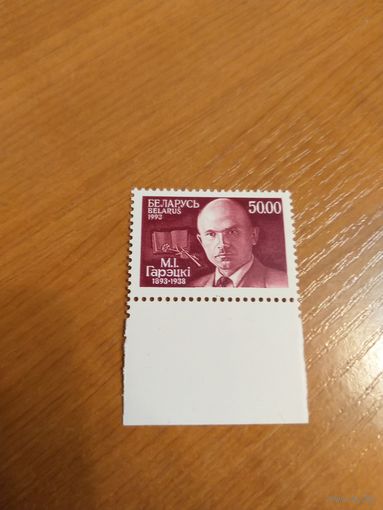 БЕЛАРУСЬ 50.00
BELARUS
1993
М.І.
Гарэцкі
1893-1938